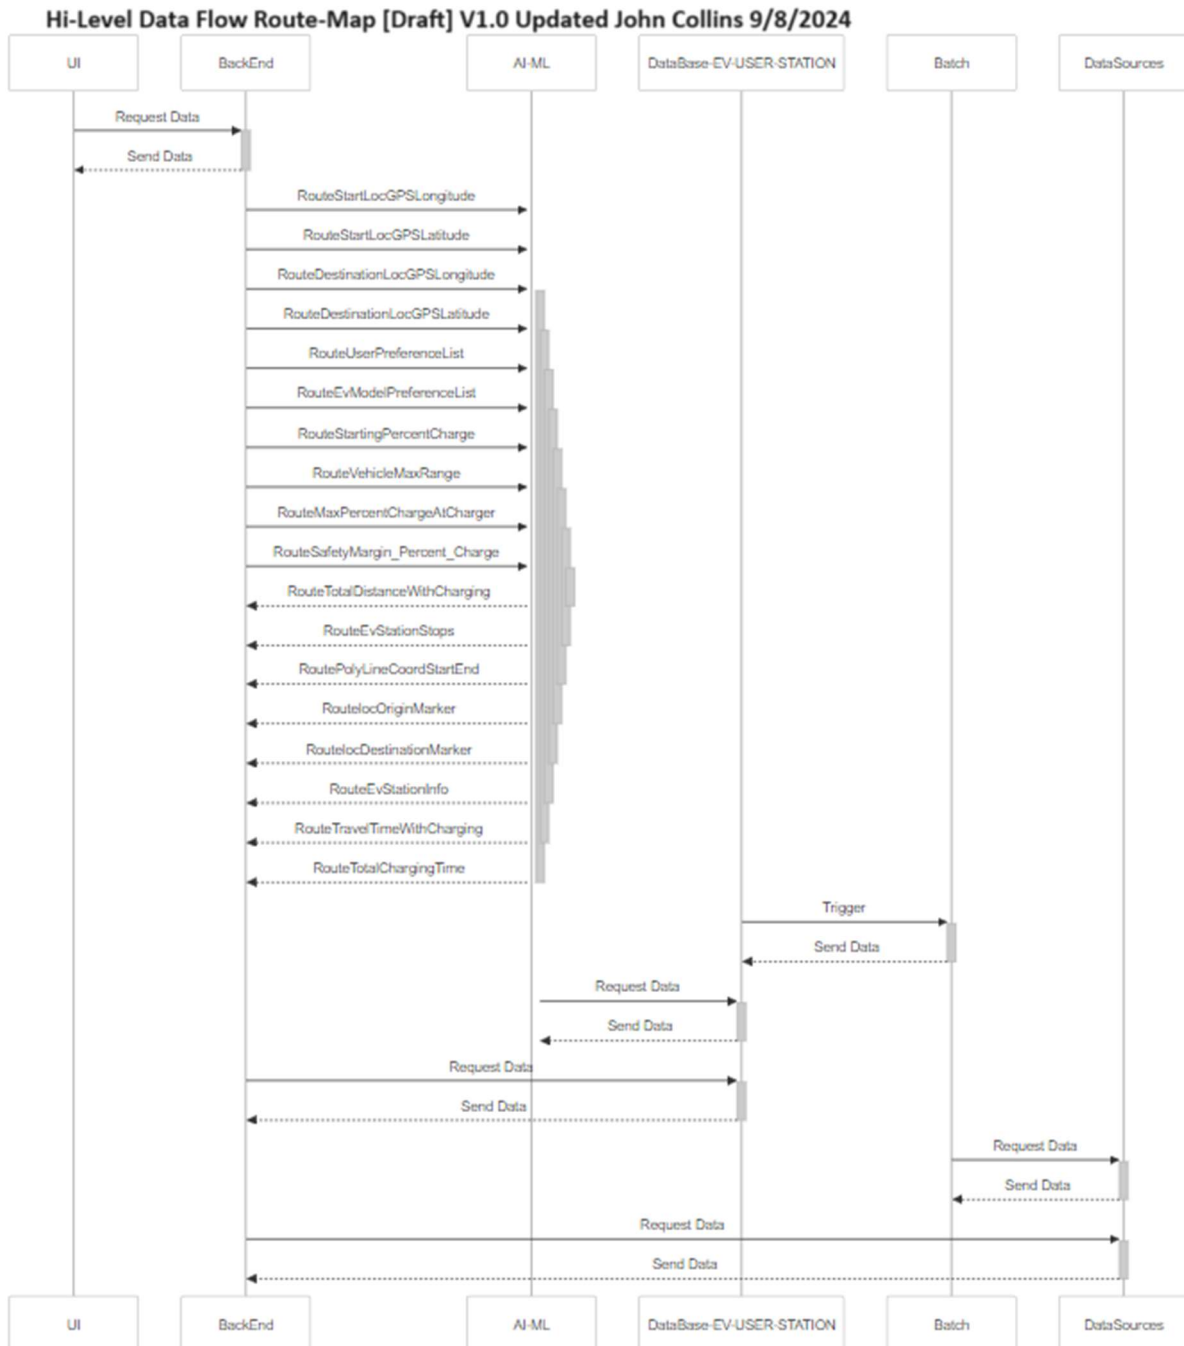 Hi-Level Data Flow Route-Map [Draft] V1.0 Updated John Collins 9/8/2024
UI BackEnd AI-ML DataBase-EV-USER-STATION Batch DataSources
Request Data
Send Data
RouteStartLocGPSLongitude
RouteStartLocGPSLatitude
RouteDestinationLocGPSLongitude
RouteDestinationLocGPSLatitude
RouteUserPreferenceList
RouteEvModelPreferenceList
RouteStartingPercentCharge
RouteVehicleMaxRange
RouteMaxPercentChargeAtCharger
RouteSafetyMargin_Percent_Charge
RouteTotalDistanceWithCharging
RouteEvStationStops
RoutePolyLineCoordStartEnd
RoutelocOriginMarker
RoutelocDestinationMarker
RouteEvStationInfo
RouteTravelTimeWithCharging
RouteTotalChargingTime
Trigger
Send Data
Request Data
Send Data
Request Data
Send Data
Request Data
Send Data
Request Data
Send Data
UI BackEnd AI-ML DataBase-EV-USER-STATION Batch DataSources